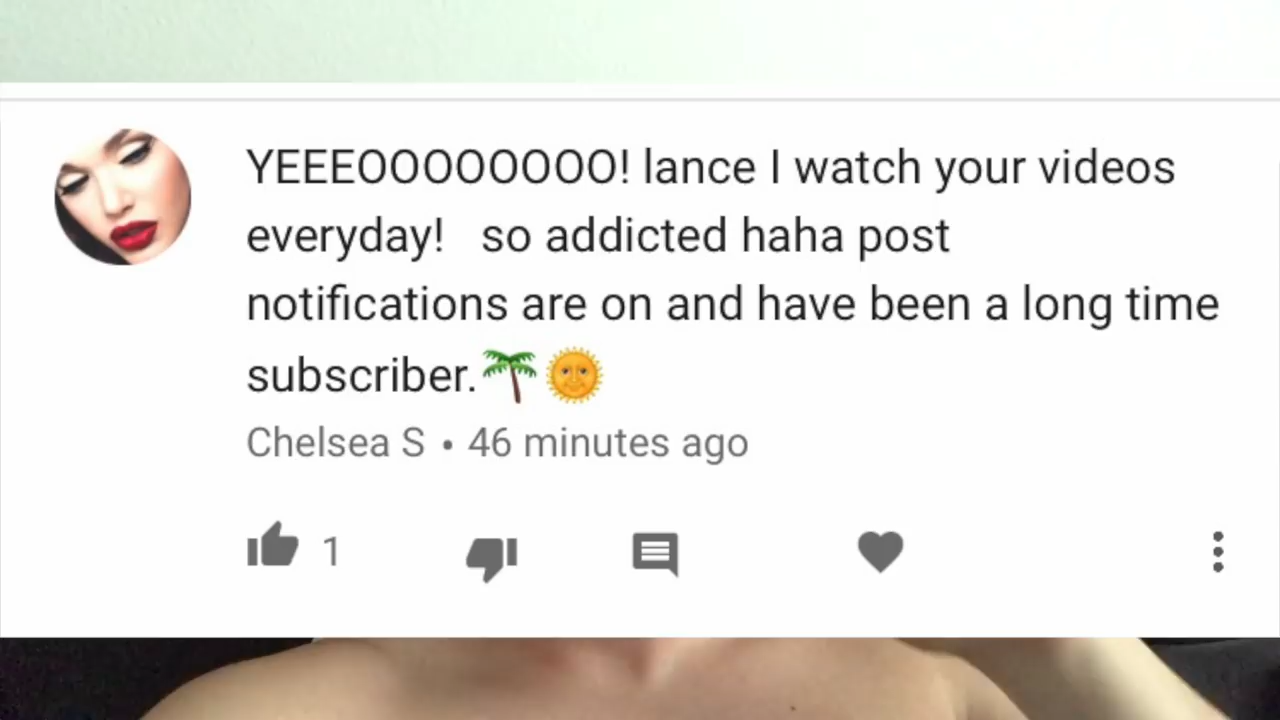 YEEEOOOOOOOO! lance I watch your videos
everyday!   so addicted haha post
notifications are on and have been a long time
subscriber.🌴🌞
Chelsea S • 46 minutes ago
1